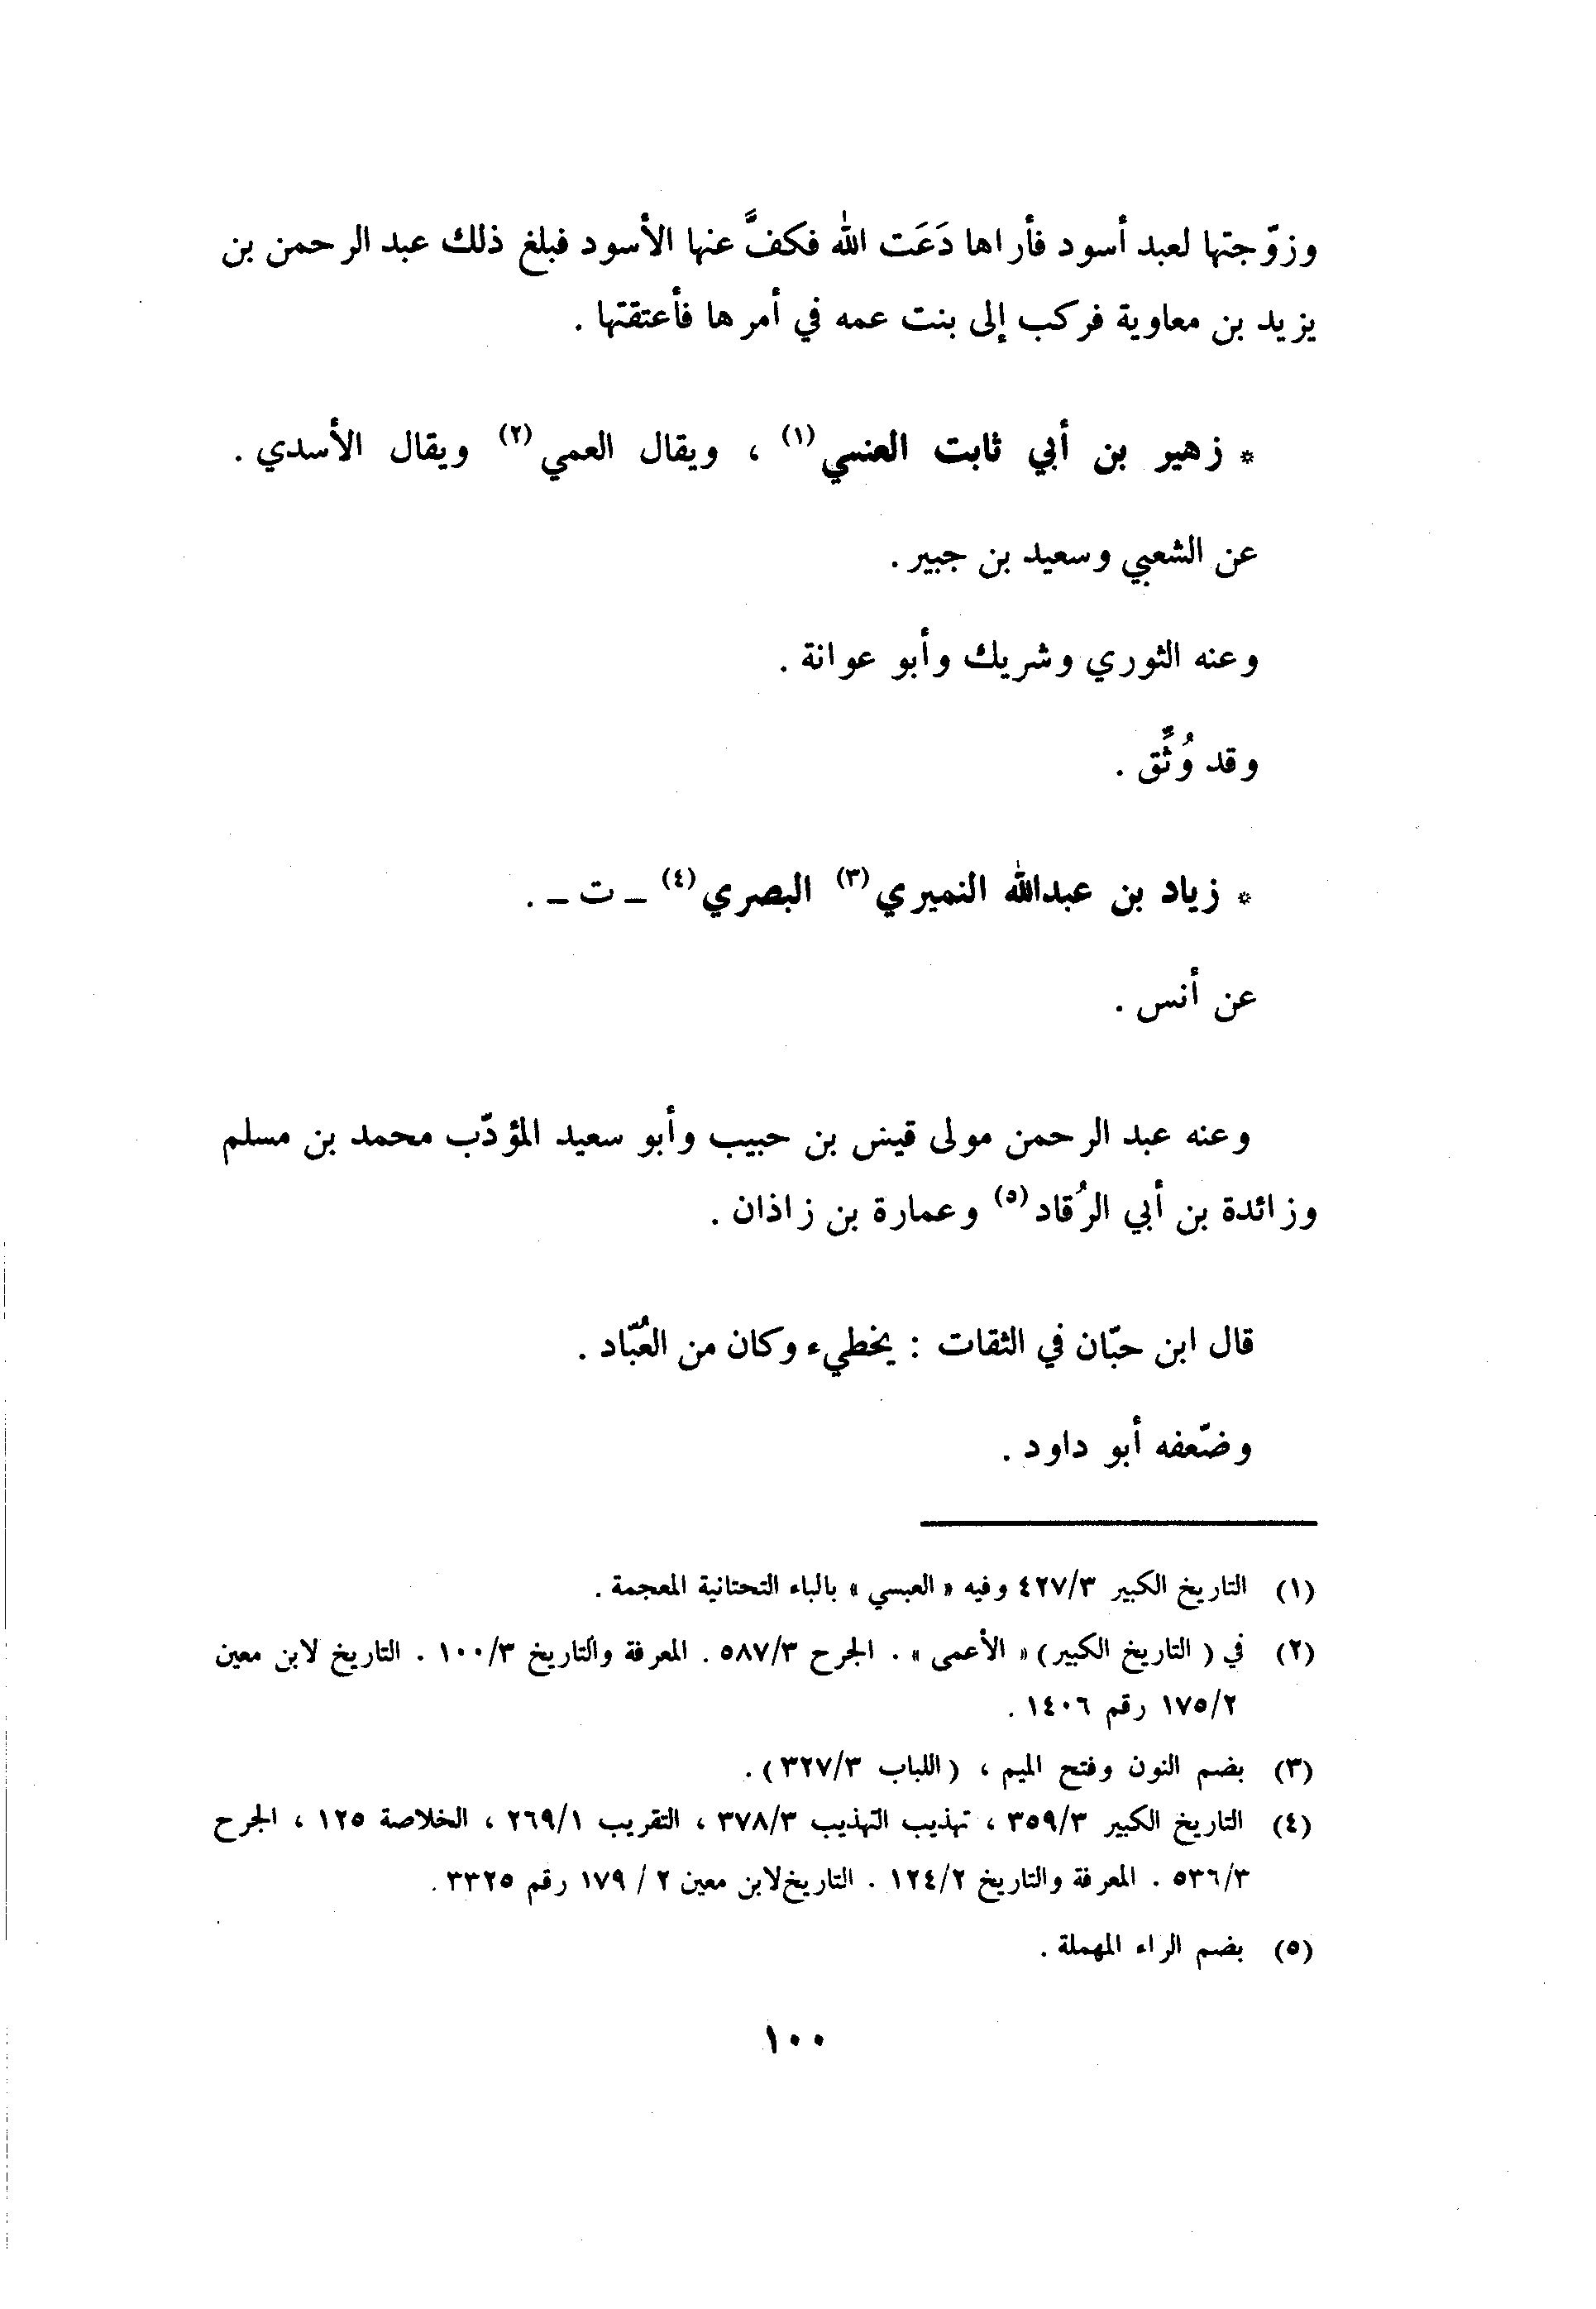 وزوّجتها لعبد أسود فأراها دَعَت الله فكفَّ عنها الأسود فبلغ ذلك عبد الرحمن بن
يزيد بن معاوية فركب إلى بنت عمه في أمرها فأعتقتها .
* زهير بن أبي ثابت العنسي (١) ، ويقال العمي (٢) ويقال الأسدي .
عن الشعبي وسعيد بن جبير .
وعنه الثوري وشريك وأبو عوانة .
وقد وُثِّق .
* زياد بن عبدالله النميري (٣) البصري (٤) ـ ت ـ .
عن أنس .
وعنه عبد الرحمن مولى قيس بن حبيب وأبو سعيد المؤدّب محمد بن مسلم
وزائدة بن أبي الرُقاد (٥) وعمارة بن زاذان .
قال ابن حبّان في الثقات : يخطيء وكان من العُبّاد .
وضعّفه أبو داود .
(١) التاريخ الكبير ٤٢٧/٣ وفيه « العبسي » بالباء التحتانية المعجمة .
(٢) في ( التاريخ الكبير) « الأعمى » . الجرح ٥٨٧/٣ . المعرفة والتاريخ ١٠٠/٣ . التاريخ لابن معين
١٧٥/٢ رقم ١٤٠٦ .
(٣) بضم النون وفتح الميم ، ( اللباب ٣٢٧/٣ ) .
(٤) التاريخ الكبير ٣٥٩/٣ ، تهذيب التهذيب ٣٧٨/٣ ، التقريب ٢٦٩/١ ، الخلاصة ١٢٥ ، الجرح
٥٣٦/٣ . المعرفة والتاريخ ١٢٤/٢ . التاريخ لابن معين ٢ / ١٧٩ رقم ٣٣٢٥ .
(٥) بضم الراء المهملة .
١٠٠